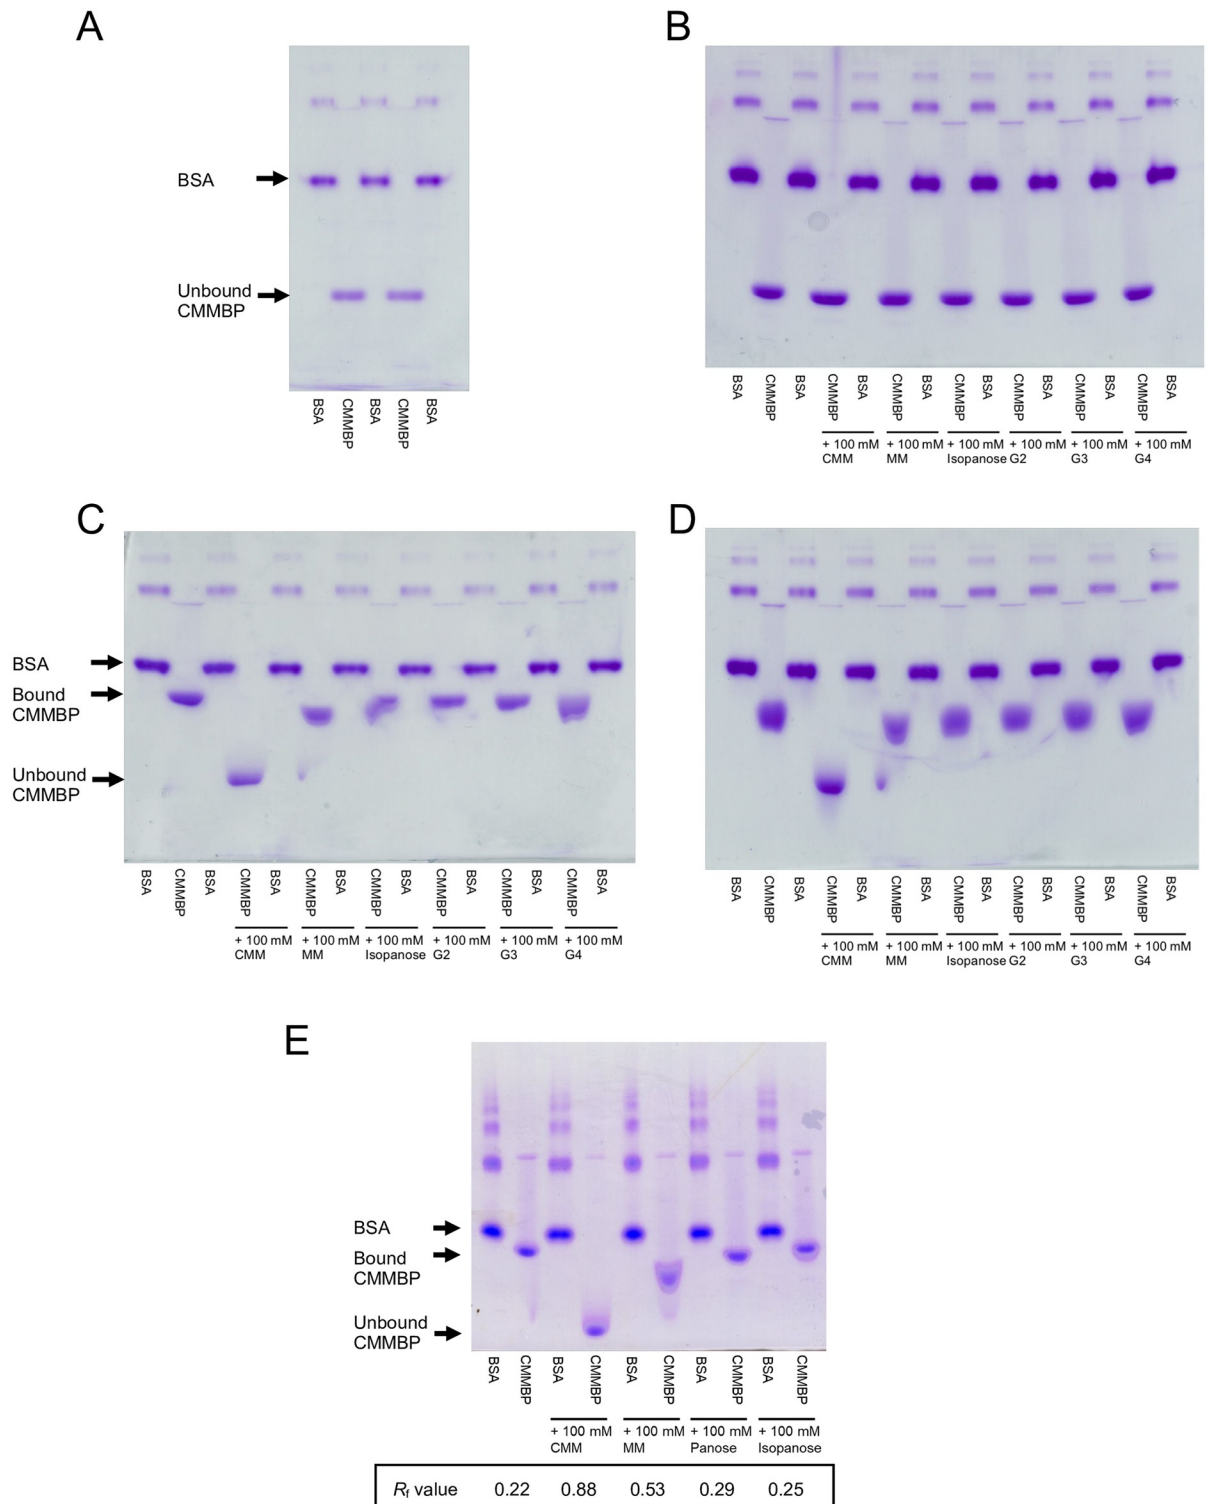 A
BSA
Unbound
CMMBP
BSA
CMMBP
BSA
CMMBP
BSA
B
BSA
CMMBP
BSA
CMMBP
BSA
CMMBP
BSA
CMMBP
BSA
CMMBP
BSA
CMMBP
BSA
CMMBP
BSA
+ 100 mM + 100 mM + 100 mM + 100 mM + 100 mM + 100 mM
CMM MM Isopanose G2 G3 G4
C
BSA
Bound
CMMBP
Unbound
CMMBP
BSA
CMMBP
BSA
CMMBP
BSA
CMMBP
BSA
CMMBP
BSA
CMMBP
BSA
CMMBP
BSA
CMMBP
BSA
+ 100 mM + 100 mM + 100 mM + 100 mM + 100 mM + 100 mM
CMM MM Isopanose G2 G3 G4
D
BSA
CMMBP
BSA
CMMBP
BSA
CMMBP
BSA
CMMBP
BSA
CMMBP
BSA
CMMBP
BSA
CMMBP
BSA
+ 100 mM + 100 mM + 100 mM + 100 mM + 100 mM + 100 mM
CMM MM Isopanose G2 G3 G4
E
BSA
Bound
CMMBP
Unbound
CMMBP
BSA
CMMBP
BSA
CMMBP
BSA
CMMBP
BSA
CMMBP
BSA
CMMBP
+ 100 mM + 100 mM + 100 mM + 100 mM
CMM MM Panose Isopanose
Rf value 0.22 0.88 0.53 0.29 0.25